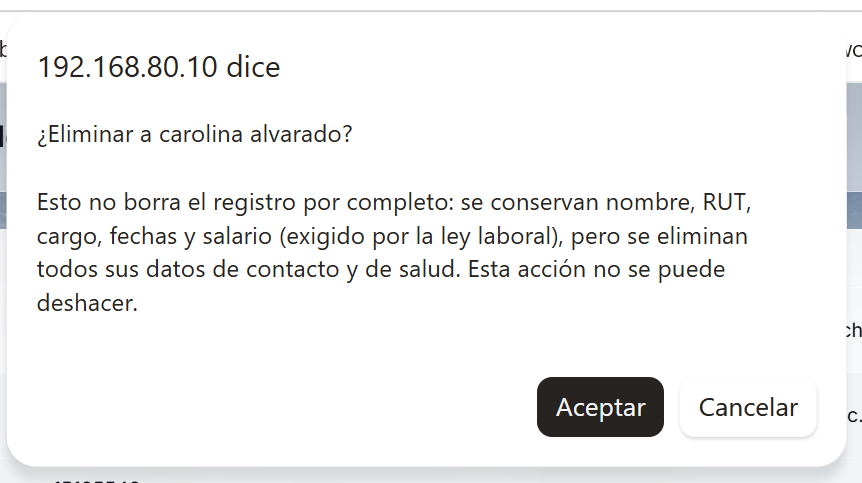 192.168.80.10 dice
¿Eliminar a carolina alvarado?
Esto no borra el registro por completo: se conservan nombre, RUT,
cargo, fechas y salario (exigido por la ley laboral), pero se eliminan
todos sus datos de contacto y de salud. Esta acción no se puede
deshacer.
Aceptar Cancelar